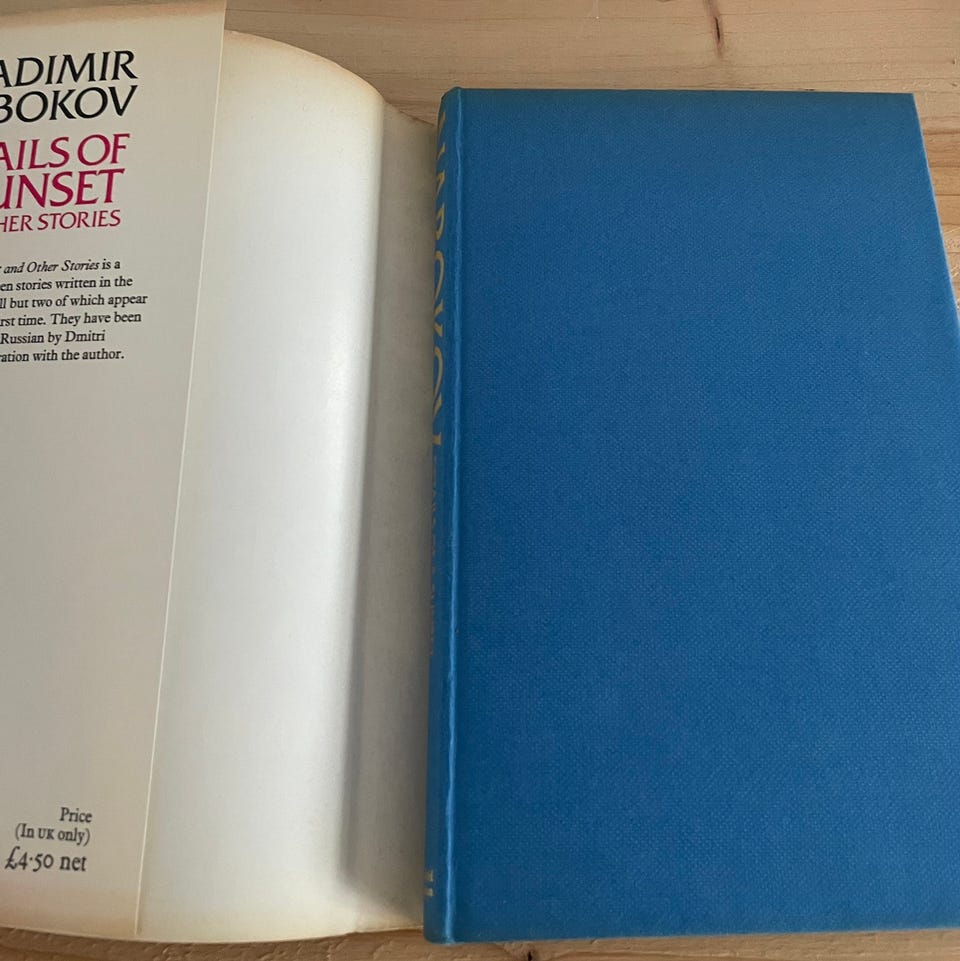 ADIMIR
BOKOV
AILS OF
UNSET
HER STORIES
and Other Stories is a
en stories written in the
ll but two of which appear
rst time. They have been
Russian by Dmitri
ration with the author.
Price
(In UK only)
£4·50 net
NABOKOV